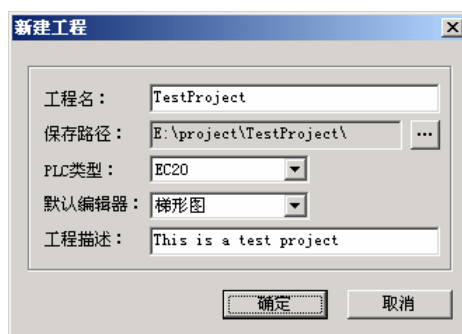 新建工程
工程名： TestProject
保存路径： E:\project\TestProject\ ...
PLC类型： EC20
默认编辑器： 梯形图
工程描述： This is a test project
确定 取消